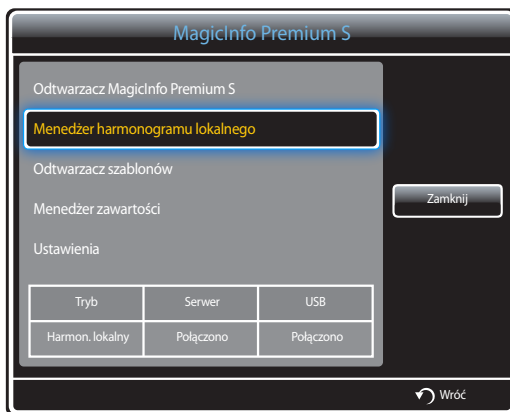 MagicInfo Premium S
Odtwarzacz MagicInfo Premium S
Menedżer harmonogramu lokalnego
Odtwarzacz szablonów
Menedżer zawartości
Ustawienia
Zamknij
Tryb Serwer USB
Harmon. lokalny Połączono Połączono
Wróć